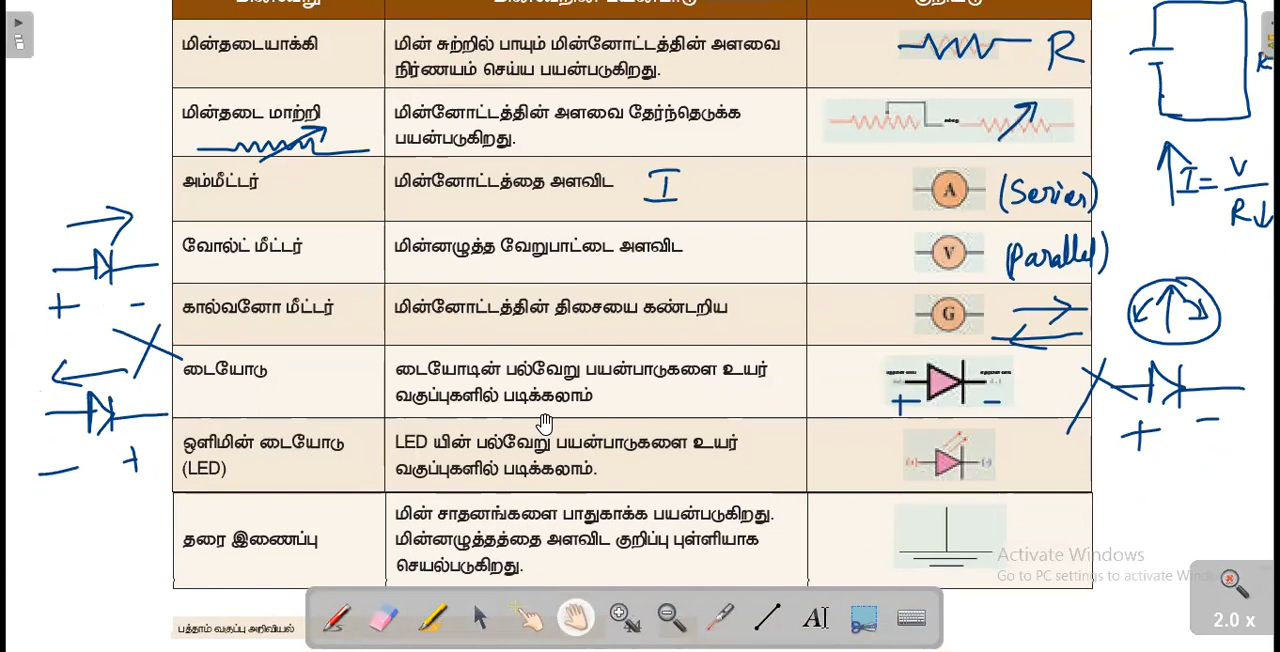 மின்தடையாக்கி
மின் சுற்றில் பாயும் மின்னோட்டத்தின் அளவை
நிர்ணயம் செய்ய பயன்படுகிறது.
R
மின்தடை மாற்றி
மின்னோட்டத்தின் அளவை தேர்ந்தெடுக்க
பயன்படுகிறது.
அம்மீட்டர்
மின்னோட்டத்தை அளவிட
I
A
(Series)
I = V
R↓
வோல்ட் மீட்டர்
மின்னழுத்த வேறுபாட்டை அளவிட
V
(Parallel)
+ -
கால்வனோ மீட்டர்
மின்னோட்டத்தின் திசையை கண்டறிய
G
டையோடு
டையோடின் பல்வேறு பயன்பாடுகளை உயர்
வகுப்புகளில் படிக்கலாம்
+ -
+ -
ஒளிமின் டையோடு
(LED)
LED யின் பல்வேறு பயன்பாடுகளை உயர்
வகுப்புகளில் படிக்கலாம்.
(+) (-)
- +
தரை இணைப்பு
மின் சாதனங்களை பாதுகாக்க பயன்படுகிறது.
மின்னழுத்தத்தை அளவிட குறிப்பு புள்ளியாக
செயல்படுகிறது.
Activate Windows
Go to PC settings to activate Windows
பத்தாம் வகுப்பு அறிவியல்
AI
2.0 x